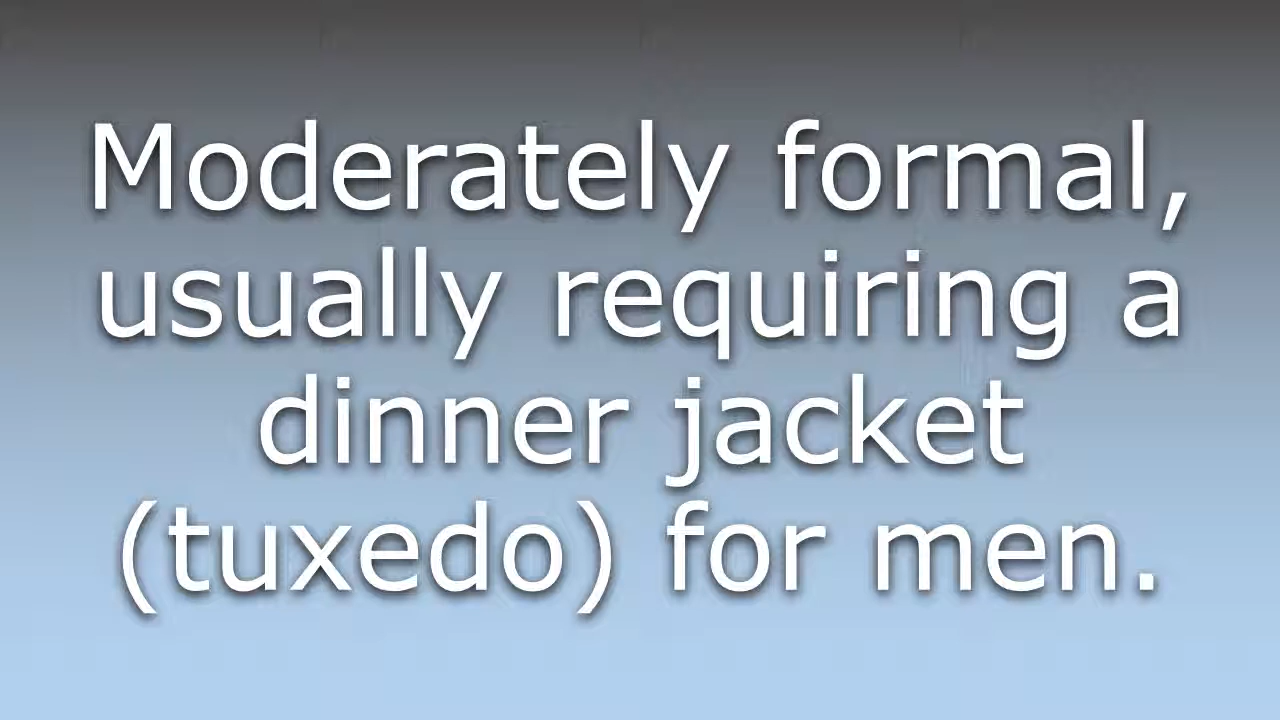 Moderately formal,
usually requiring a
dinner jacket
(tuxedo) for men.